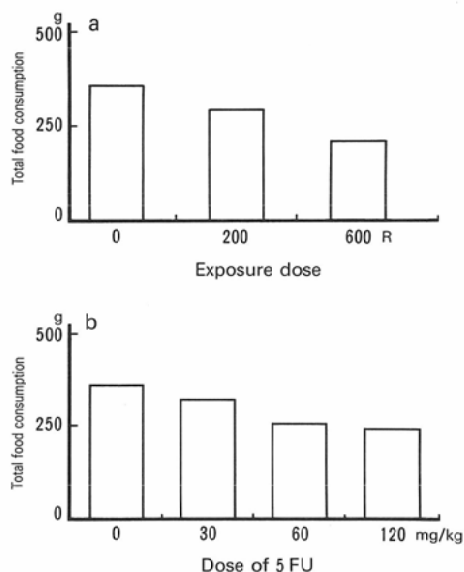 g
a
500
250
0
Total food consumption
0 200 600 R
Exposure dose
g
b
500
250
0
Total food consumption
0 30 60 120 mg/kg
Dose of 5 FU